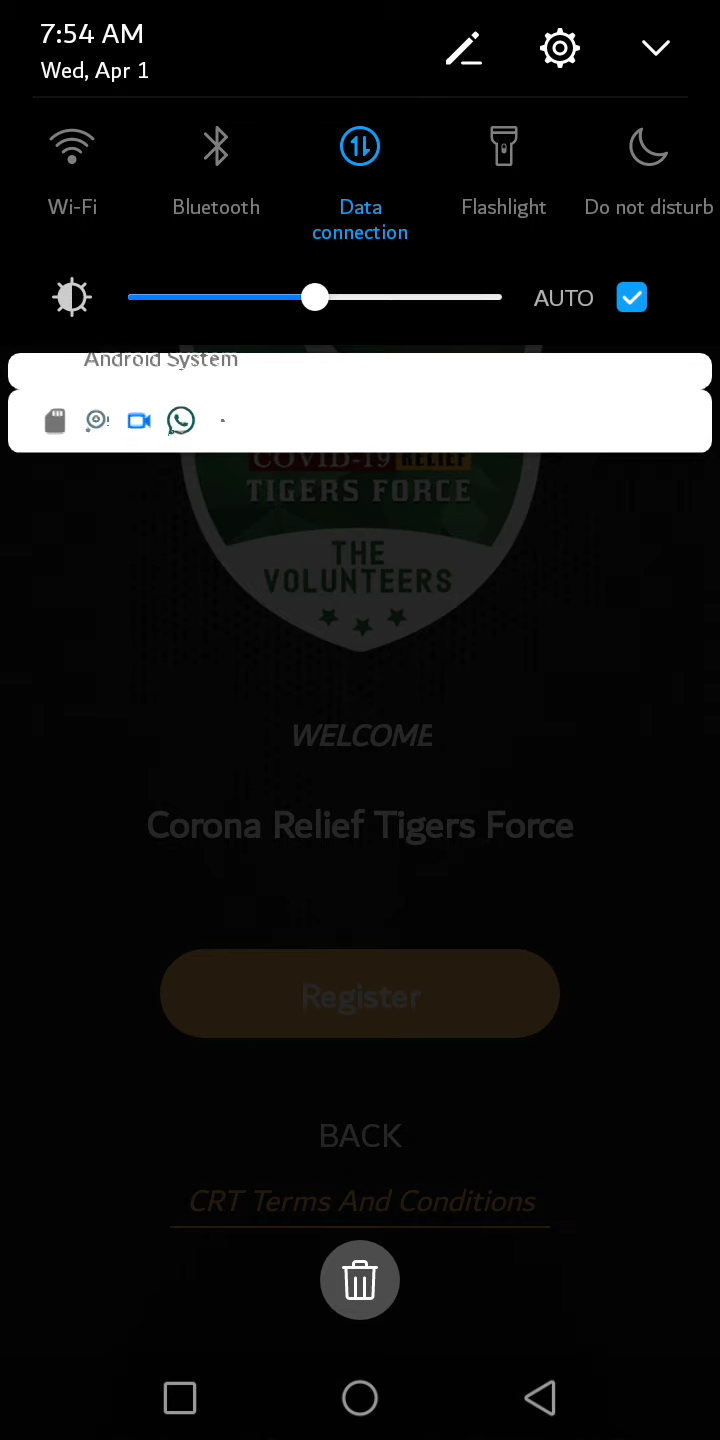 7:54 AM
Wed, Apr 1
Wi-Fi
Bluetooth
Data
connection
Flashlight
Do not disturb
AUTO
Android System
COVID-19 RELIEF
TIGERS FORCE
THE
VOLUNTEERS
WELCOME
Corona Relief Tigers Force
Register
BACK
CRT Terms And Conditions